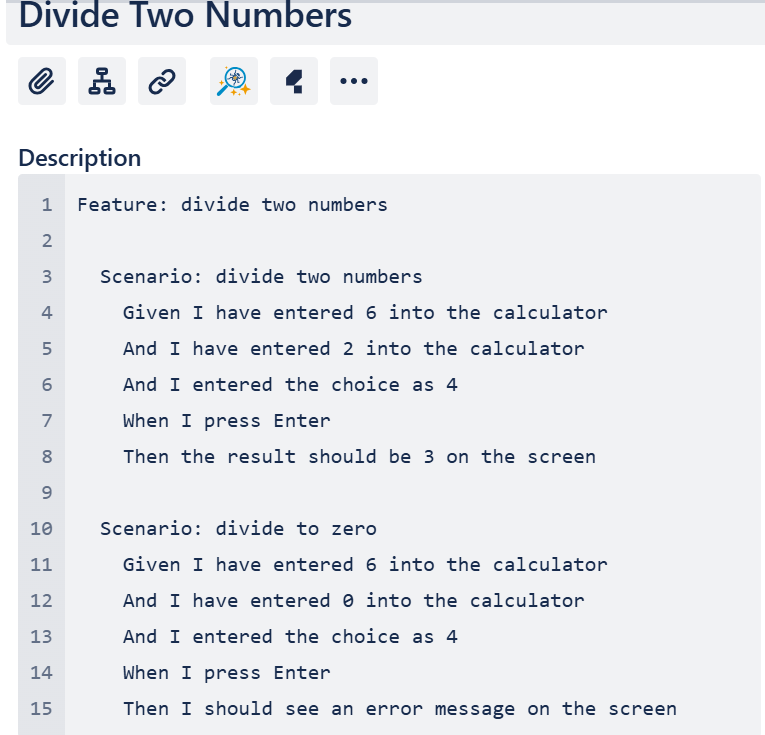 Divide Two Numbers
Description
1 Feature: divide two numbers
2
3 Scenario: divide two numbers
4 Given I have entered 6 into the calculator
5 And I have entered 2 into the calculator
6 And I entered the choice as 4
7 When I press Enter
8 Then the result should be 3 on the screen
9
10 Scenario: divide to zero
11 Given I have entered 6 into the calculator
12 And I have entered 0 into the calculator
13 And I entered the choice as 4
14 When I press Enter
15 Then I should see an error message on the screen